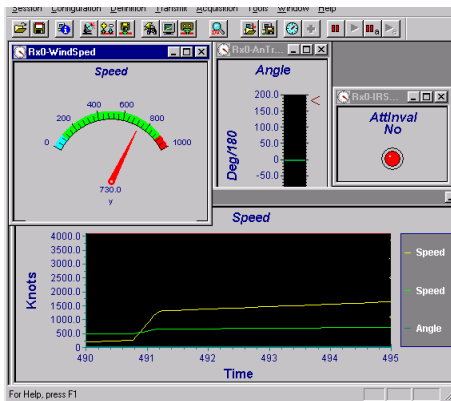 Session Configuration Definition Transmit Acquisition Tools Window Help
Rx0-WindSped
Speed
0
200
400
600
800
1000
730.0
y
Rx0-AnTr...
Angle
Deg/180
200.0
150.0
100.0
50.0
0.0
-50.0
Rx0-IRS...
AttInval
No
Speed
Knots
4000.0
3500.0
3000.0
2500.0
2000.0
1500.0
1000.0
500.0
0
490 491 492 493 494 495
Time
Speed
Speed
Angle
For Help, press F1